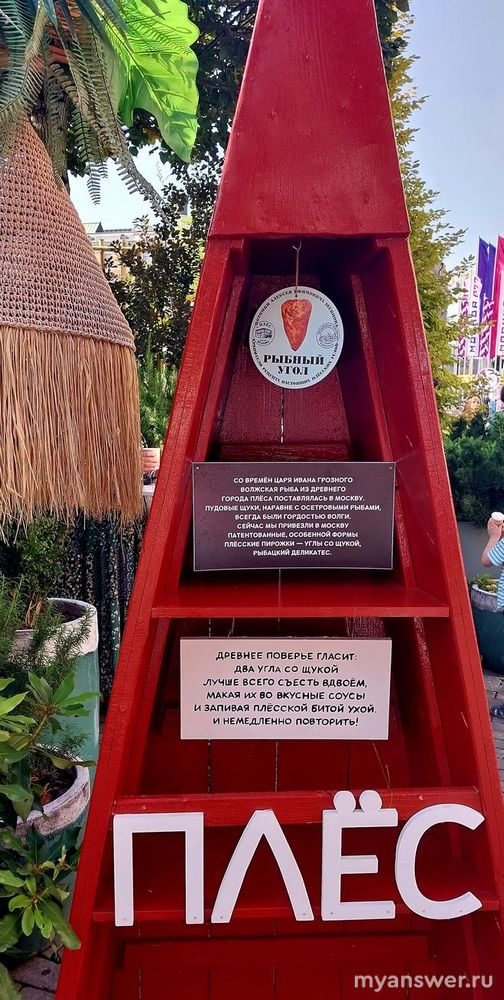 РЫБНЫЙ
УГОЛ
СО ВРЕМЁН ЦАРЯ ИВАНА ГРОЗНОГО
ВОЛЖСКАЯ РЫБА ИЗ ДРЕВНЕГО
ГОРОДА ПЛЁСА ПОСТАВЛЯЛАСЬ В МОСКВУ.
ПУДОВЫЕ ЩУКИ, НАРАВНЕ С ОСЕТРОВЫМИ РЫБАМИ,
ВСЕГДА БЫЛИ ГОРДОСТЬЮ ВОЛГИ.
СЕЙЧАС МЫ ПРИВЕЗЛИ В МОСКВУ
ПАТЕНТОВАННЫЕ, ОСОБЕННОЙ ФОРМЫ
ПЛЁССКИЕ ПИРОЖКИ — УГЛЫ СО ЩУКОЙ,
РЫБАЦКИЙ ДЕЛИКАТЕС.
ДРЕВНЕЕ ПОВЕРЬЕ ГЛАСИТ:
ДВА УГЛА СО ЩУКОЙ
ЛУЧШЕ ВСЕГО СЪЕСТЬ ВДВОЁМ,
МАКАЯ ИХ ВО ВКУСНЫЕ СОУСЫ
И ЗАПИВАЯ ПЛЁССКОЙ БИТОЙ УХОЙ.
И НЕМЕДЛЕННО ПОВТОРИТЬ!
ПЛЁС
myanswer.ru